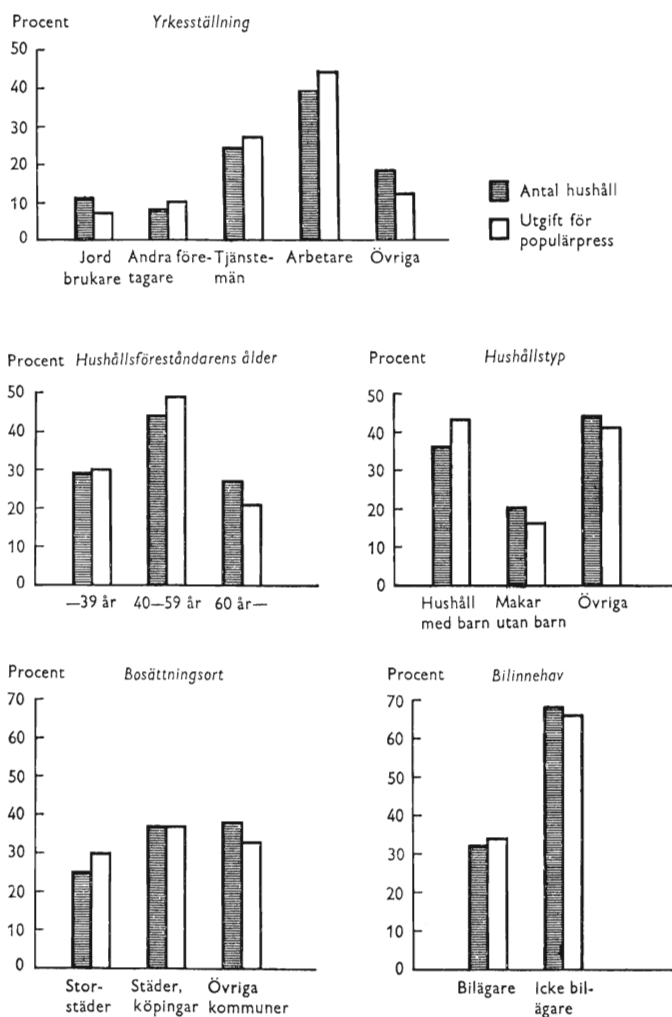 Procent
Yrkesställning
50
40
30
20
10
0
Jord
brukare
Andra före-
tagare
Tjänste-
män
Arbetare
Övriga
Antal hushåll
Utgift för
populärpress
Procent
Hushållsföreståndarens ålder
50
40
30
20
10
0
—39 år
40—59 år
60 år—
Procent
Hushållstyp
50
40
30
20
10
0
Hushåll
med barn
Makar
utan barn
Övriga
Procent
Bosättningsort
70
60
50
40
30
20
10
0
Stor-
städer
Städer,
köpingar
Övriga
kommuner
Procent
Bilinnehav
70
60
50
40
30
20
10
0
Bilägare
Icke bil-
ägare